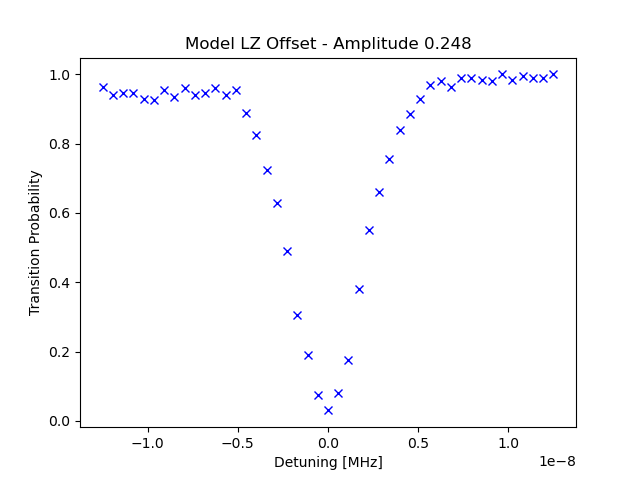 Model LZ Offset - Amplitude 0.248
1.0
0.8
0.6
0.4
0.2
0.0
Transition Probability
−1.0 −0.5 0.0 0.5 1.0
1e−8
Detuning [MHz]